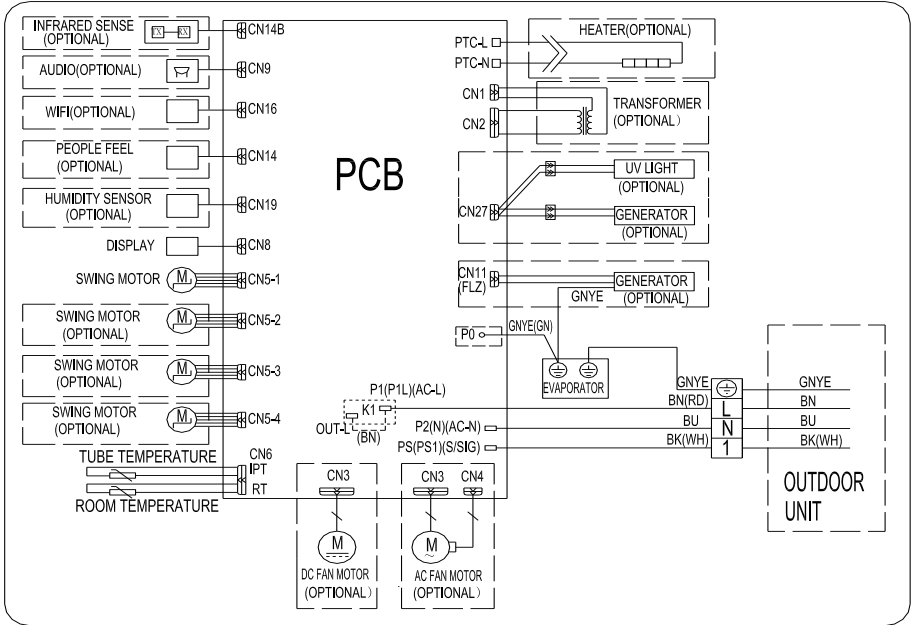 INFRARED SENSE
(OPTIONAL)
TX
RX
CN14B
AUDIO(OPTIONAL)
CN9
WIFI(OPTIONAL)
CN16
PEOPLE FEEL
(OPTIONAL)
CN14
HUMIDITY SENSOR
(OPTIONAL)
CN19
DISPLAY
CN8
SWING MOTOR
M
CN5-1
SWING MOTOR
(OPTIONAL)
M
CN5-2
SWING MOTOR
(OPTIONAL)
M
CN5-3
SWING MOTOR
(OPTIONAL)
M
CN5-4
TUBE TEMPERATURE
CN6
IPT
RT
ROOM TEMPERATURE
PCB
HEATER(OPTIONAL)
PTC-L
PTC-N
CN1
CN2
TRANSFORMER
(OPTIONAL)
UV LIGHT
(OPTIONAL)
CN27
GENERATOR
(OPTIONAL)
CN11
(FLZ)
GENERATOR
(OPTIONAL)
GNYE
P0
GNYE(GN)
EVAPORATOR
P1(P1L)(AC-L)
K1
OUT-L
(BN)
P2(N)(AC-N)
PS(PS1)(S/SIG)
GNYE
BN(RD)
BU
BK(WH)
L
N
1
GNYE
BN
BU
BK(WH)
OUTDOOR
UNIT
CN3
M
DC FAN MOTOR
(OPTIONAL)
CN3
CN4
M
AC FAN MOTOR
(OPTIONAL)